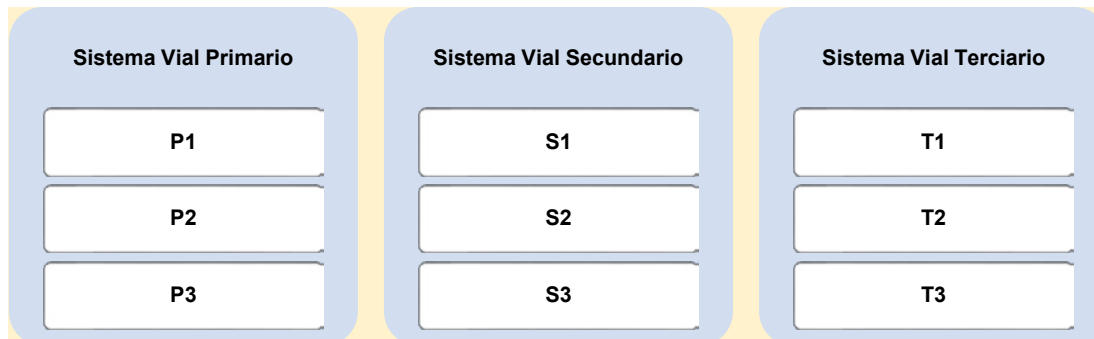 Sistema Vial Primario
P1
P2
P3
Sistema Vial Secundario
S1
S2
S3
Sistema Vial Terciario
T1
T2
T3